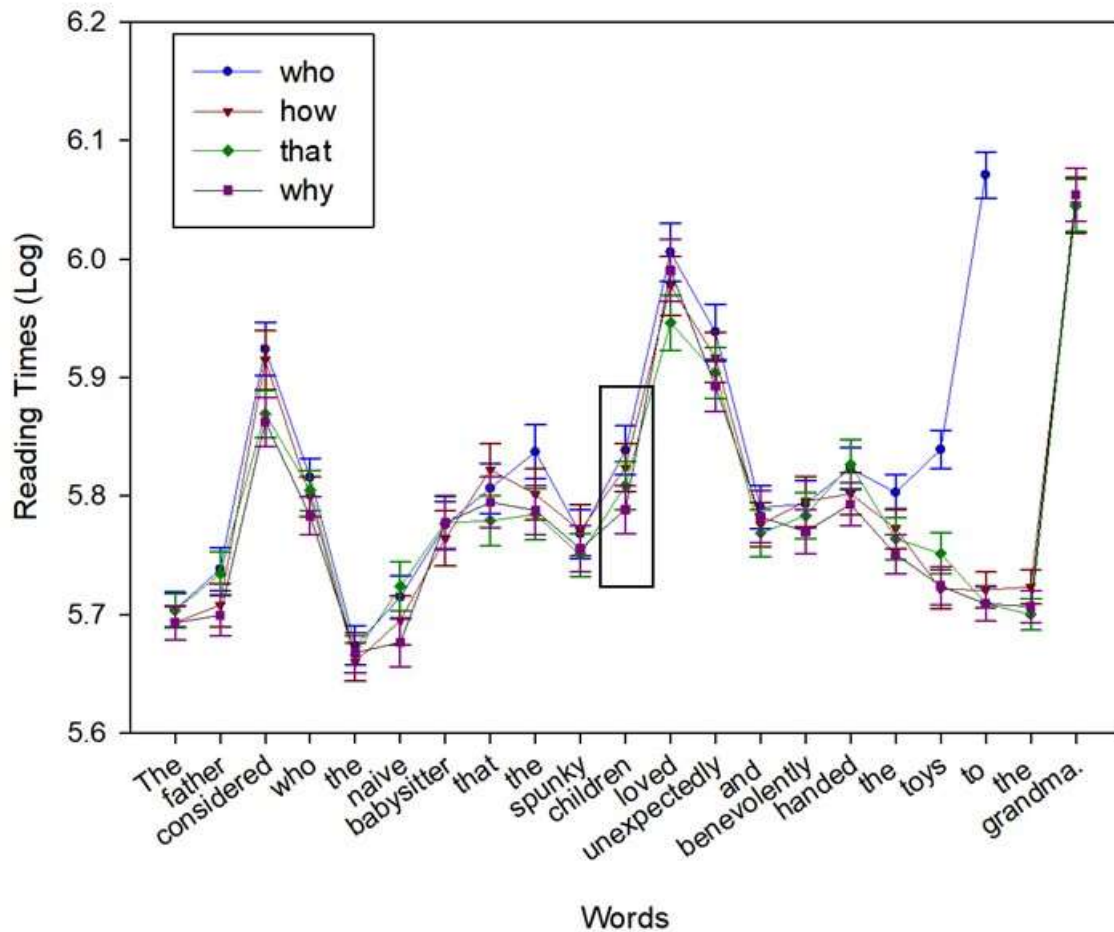 6.2
6.1
6.0
5.9
5.8
5.7
5.6
Reading Times (Log)
who
how
that
why
The
father
considered
who
the
naive
babysitter
that
the
spunky
children
loved
unexpectedly
and
benevolently
handed
the
toys
to
the
grandma.
Words